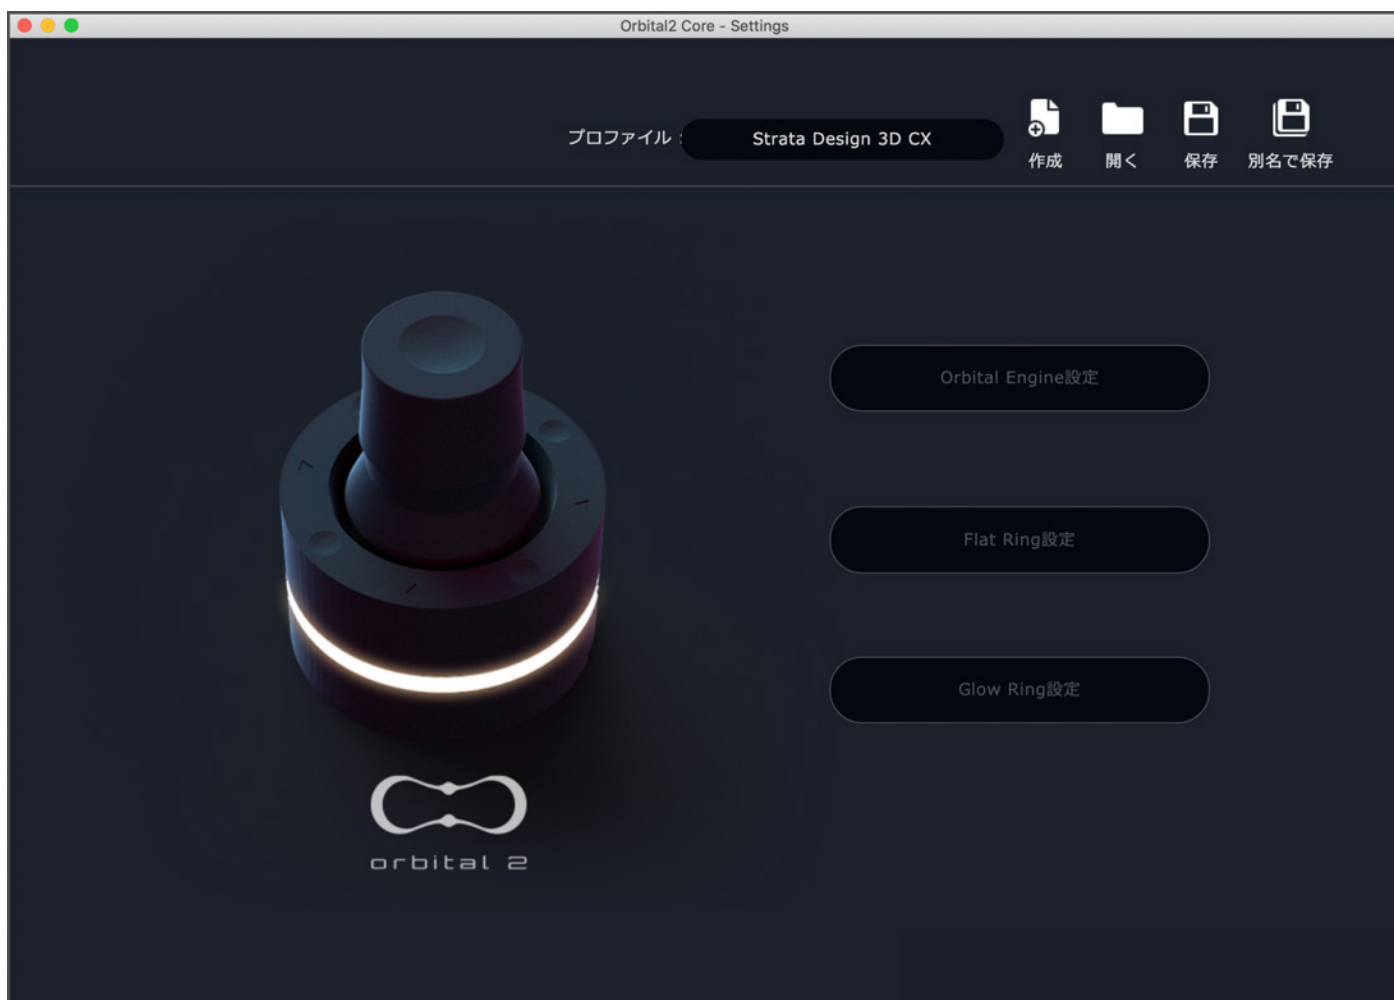 Orbital2 Core - Settings
プロファイル :
Strata Design 3D CX
作成
開く
保存
別名で保存
Orbital Engine設定
Flat Ring設定
Glow Ring設定
orbital 2